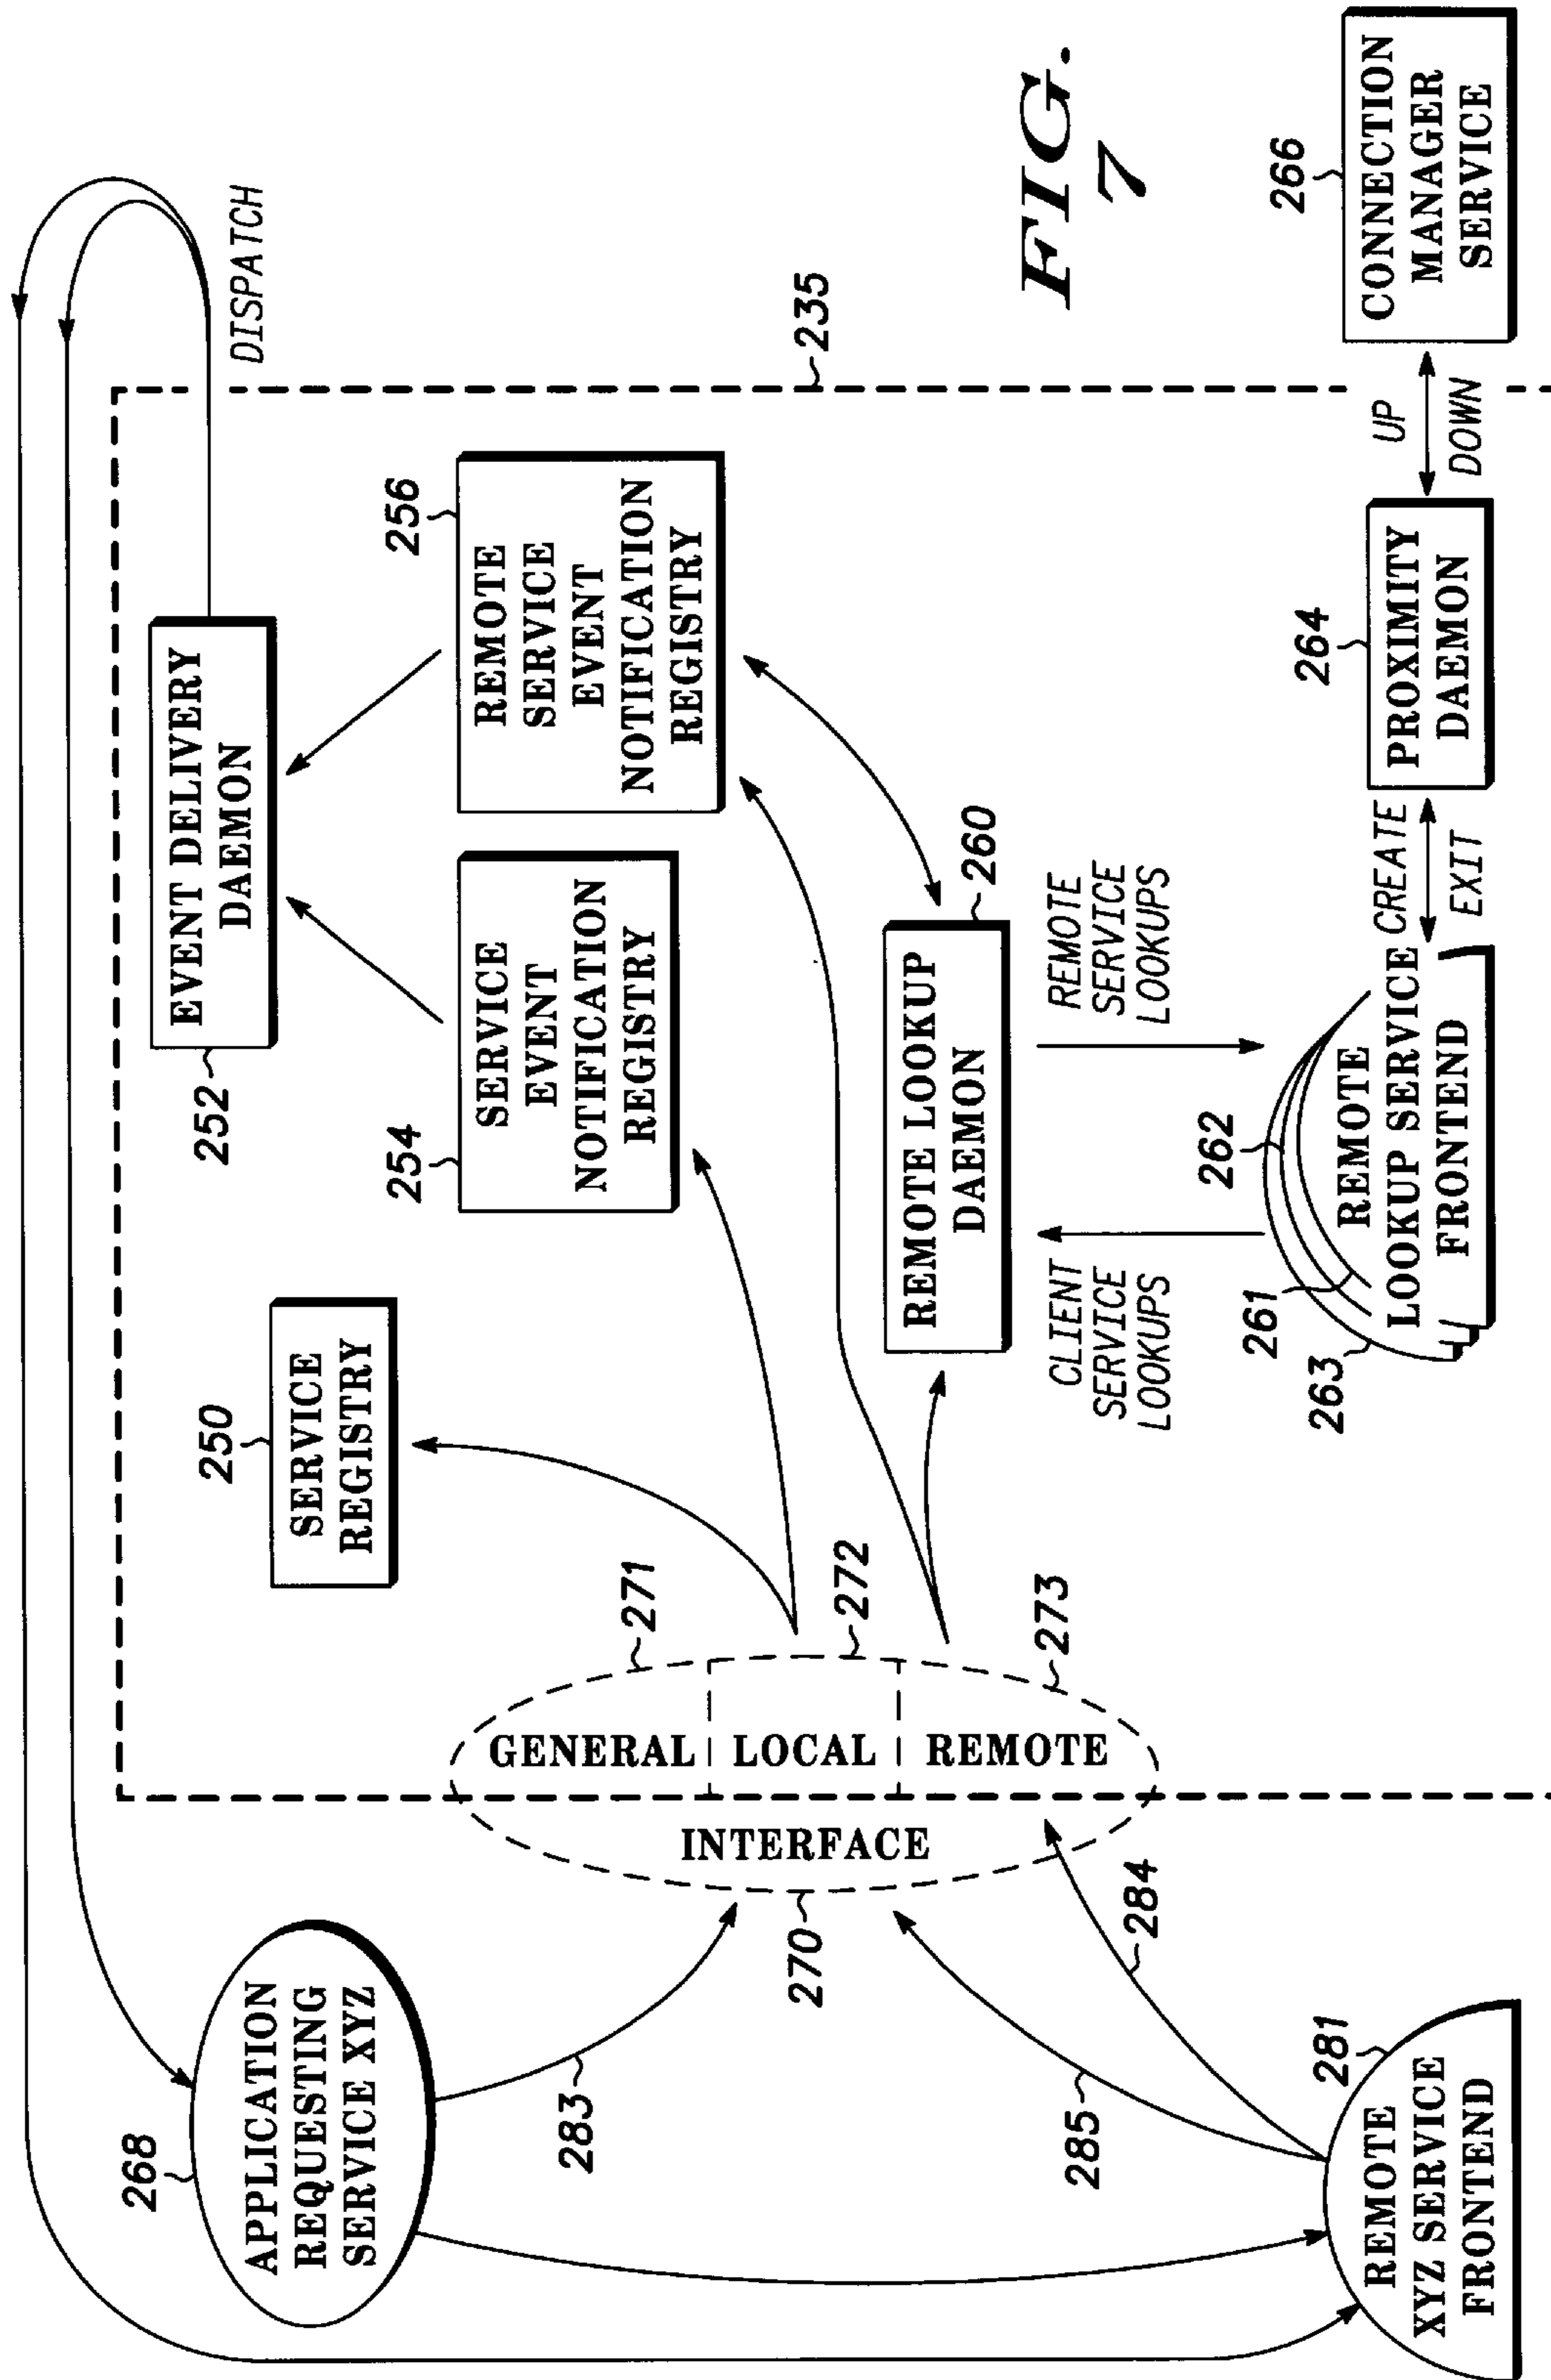 DISPATCH
252
EVENT DELIVERY
DAEMON
235
250
SERVICE
REGISTRY
254
SERVICE
EVENT
NOTIFICATION
REGISTRY
256
REMOTE
SERVICE
EVENT
NOTIFICATION
REGISTRY
268
APPLICATION
REQUESTING
SERVICE XYZ
271
272
273
GENERAL
LOCAL
REMOTE
INTERFACE
270
283
284
285
281
REMOTE
XYZ SERVICE
FRONTEND
260
REMOTE LOOKUP
DAEMON
CLIENT
SERVICE
LOOKUPS
REMOTE
SERVICE
LOOKUPS
261
262
263
REMOTE
LOOKUP SERVICE
FRONTEND
CREATE
EXIT
264
PROXIMITY
DAEMON
UP
DOWN
266
CONNECTION
MANAGER
SERVICE
FIG.
7